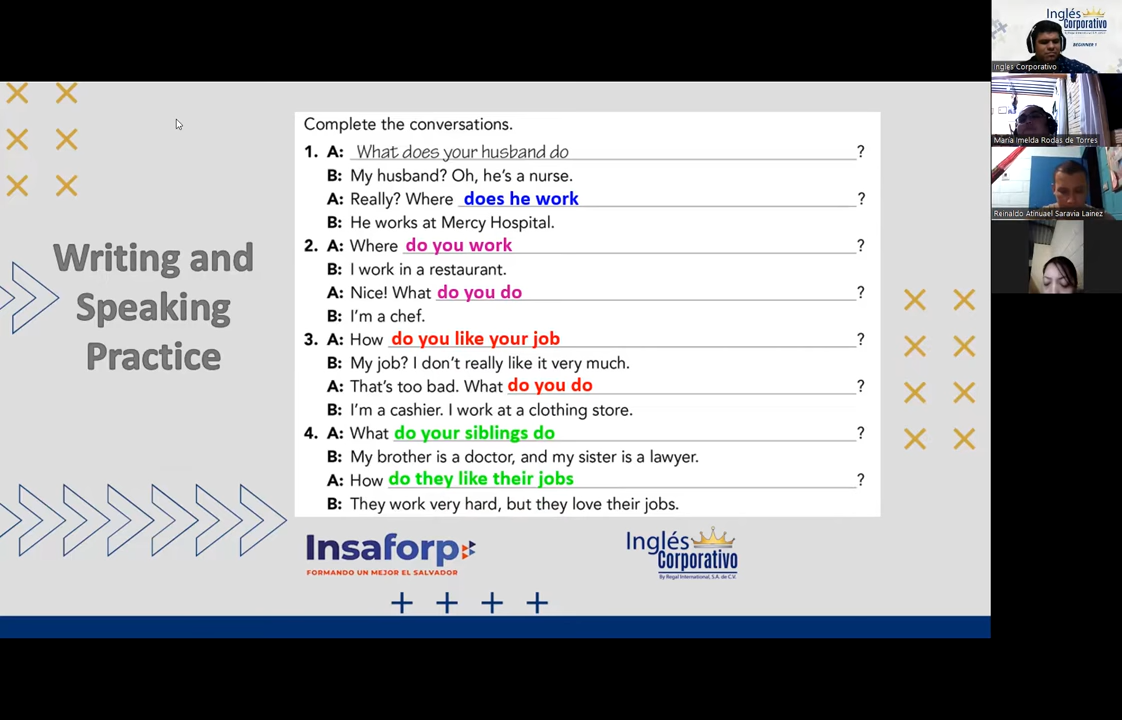 Writing and
Speaking
Practice
Complete the conversations.
1. A: What does your husband do ?
B: My husband? Oh, he's a nurse.
A: Really? Where does he work ?
B: He works at Mercy Hospital.
2. A: Where do you work ?
B: I work in a restaurant.
A: Nice! What do you do ?
B: I'm a chef.
3. A: How do you like your job ?
B: My job? I don't really like it very much.
A: That's too bad. What do you do ?
B: I'm a cashier. I work at a clothing store.
4. A: What do your siblings do ?
B: My brother is a doctor, and my sister is a lawyer.
A: How do they like their jobs ?
B: They work very hard, but they love their jobs.
Insaforp
FORMANDO UN MEJOR EL SALVADOR
Inglés
Corporativo
By Regal International, S.A. de C.V.
Inglés
Corporativo
BEGINNER 1
Inglés Corporativo
María Imelda Rodas de Torres
Reinaldo Atinuael Saravia Lainez